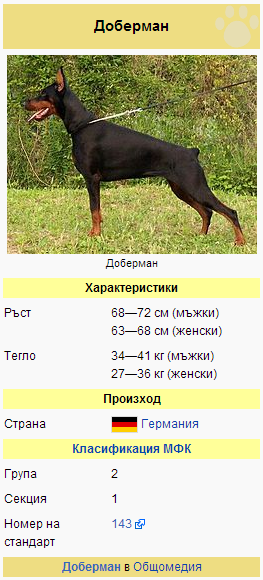 Доберман
Доберман
Характеристики
Ръст 68—72 см (мъжки)
63—68 см (женски)
Тегло 34—41 кг (мъжки)
27—36 кг (женски)
Произход
Страна Германия
Класификация МФК
Група 2
Секция 1
Номер на стандарт 143
Доберман в Общомедия